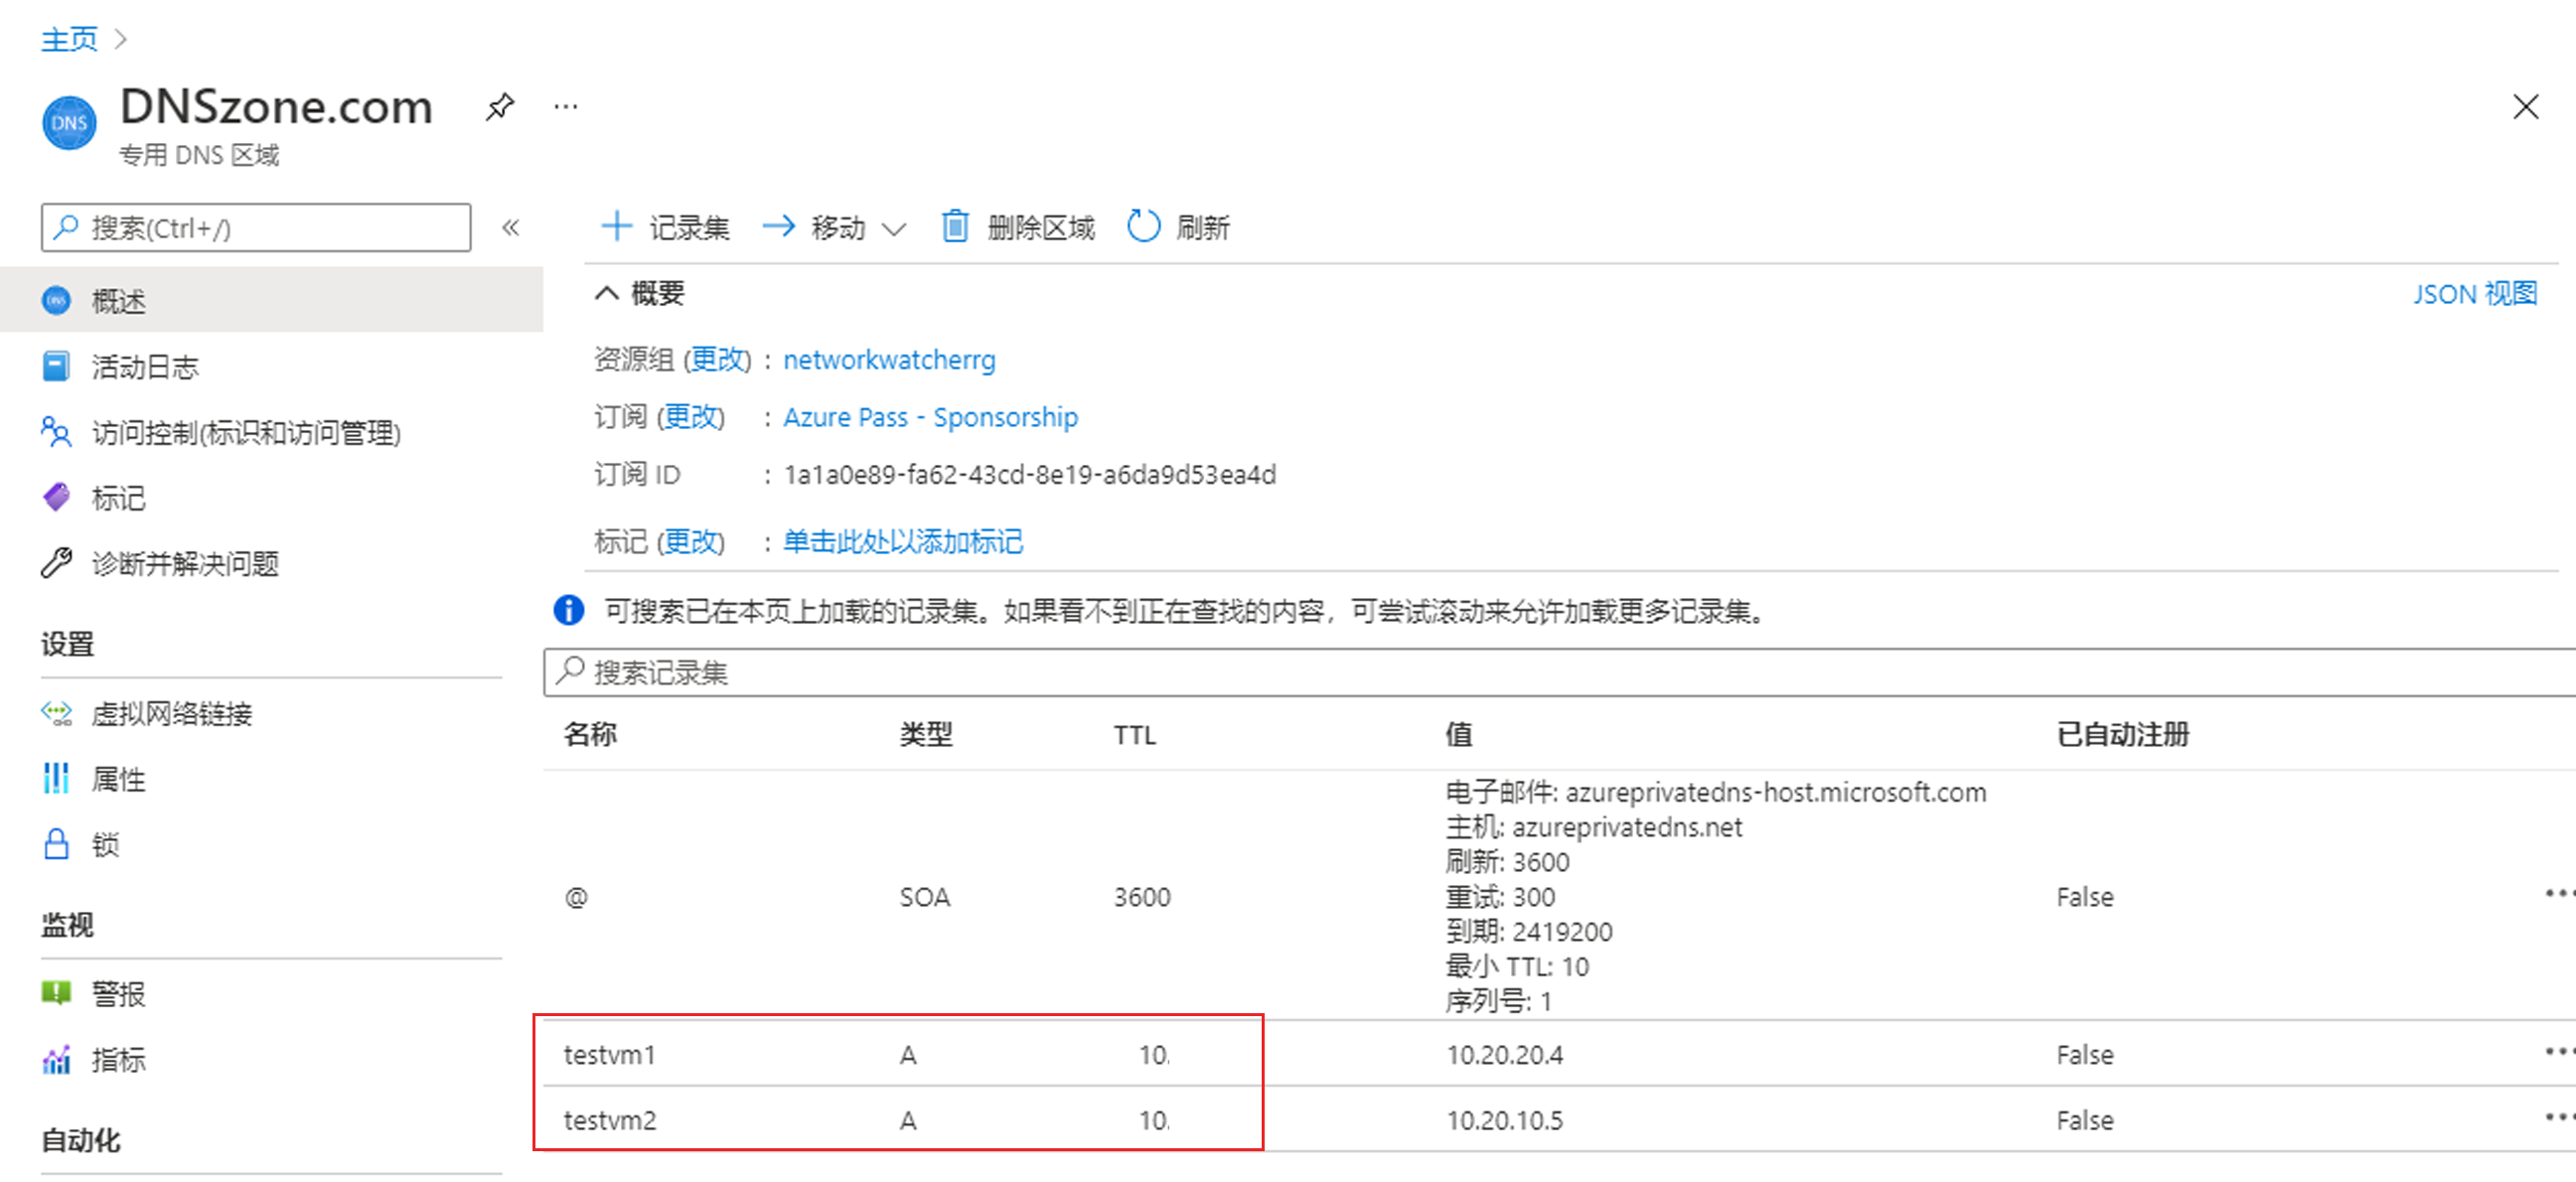 主页 >
DNSzone.com ...
DNS
专用 DNS 区域
搜索(Ctrl+/) «
概述
活动日志
访问控制(标识和访问管理)
标记
诊断并解决问题
设置
虚拟网络链接
属性
锁
监视
警报
指标
自动化
记录集 移动 删除区域 刷新
概要 JSON 视图
资源组 (更改) : networkwatcherrg
订阅 (更改) : Azure Pass - Sponsorship
订阅 ID : 1a1a0e89-fa62-43cd-8e19-a6da9d53ea4d
标记 (更改) : 单击此处以添加标记
可搜索已在本页上加载的记录集。如果看不到正在查找的内容，可尝试滚动来允许加载更多记录集。
搜索记录集
名称 类型 TTL 值 已自动注册
@ SOA 3600 电子邮件: azureprivatedns-host.microsoft.com
主机: azureprivatedns.net
刷新: 3600
重试: 300
到期: 2419200
最小 TTL: 10
序列号: 1
False ...
testvm1 A 10. 10.20.20.4 False ...
testvm2 A 10. 10.20.10.5 False ...